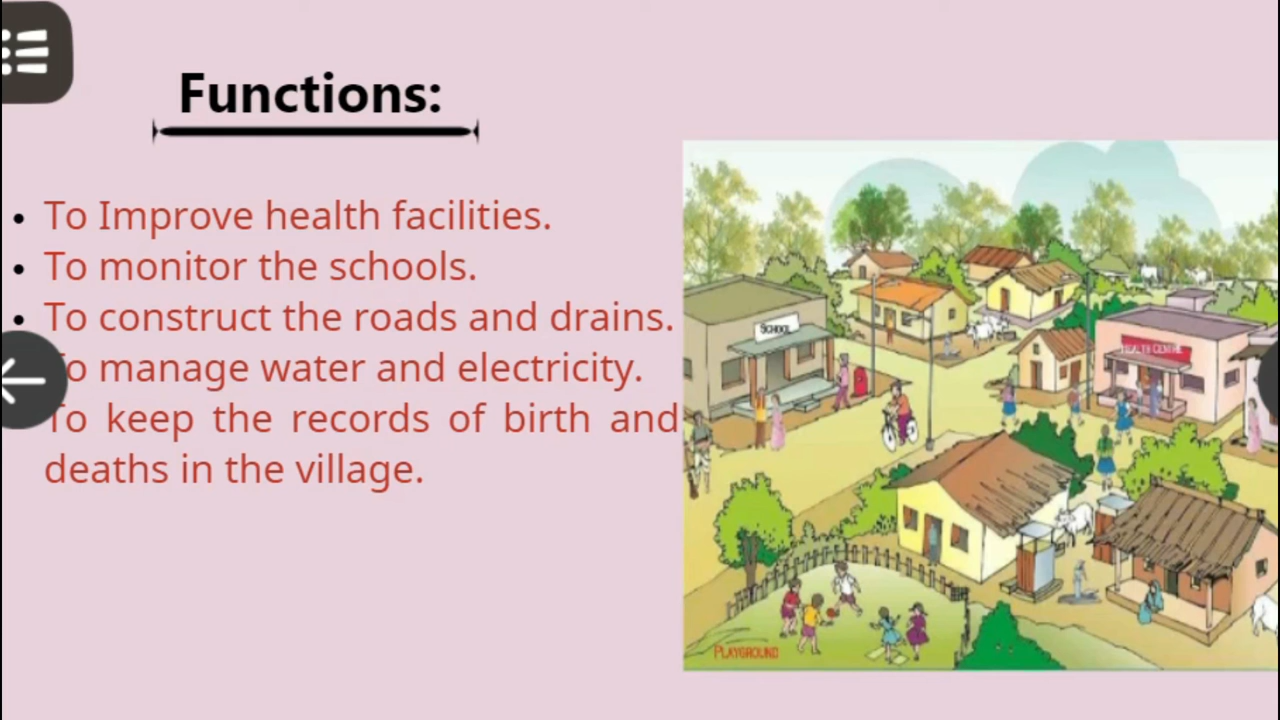 Functions:
• To Improve health facilities.
• To monitor the schools.
• To construct the roads and drains.
To manage water and electricity.
To keep the records of birth and
deaths in the village.
SCHOOL
HEALTH CENTRE
PLAYGROUND